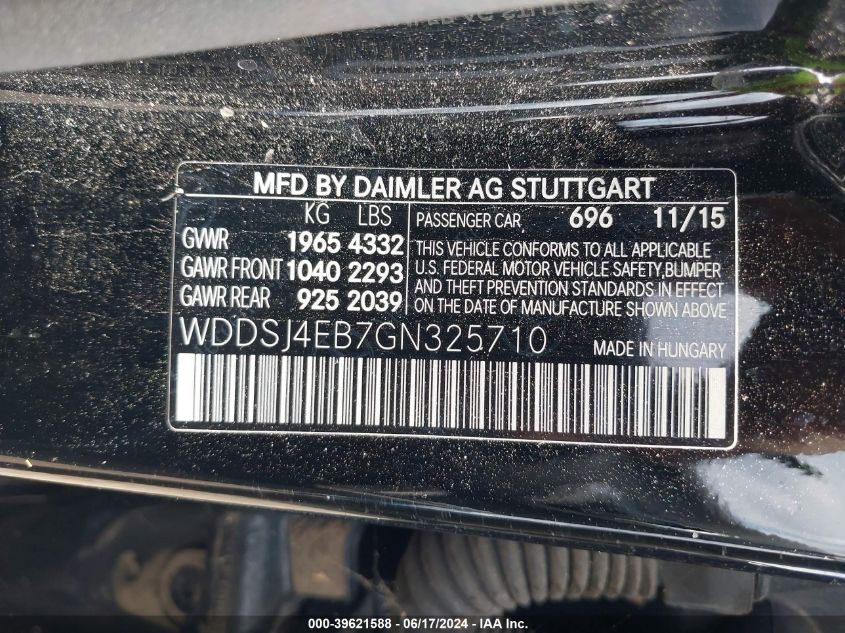 MFD BY DAIMLER AG STUTTGART
KG LBS
GWR 1965 4332
GAWR FRONT 1040 2293
GAWR REAR 925 2039
PASSENGER CAR, 696 11/15
THIS VEHICLE CONFORMS TO ALL APPLICABLE
U.S. FEDERAL MOTOR VEHICLE SAFETY, BUMPER
AND THEFT PREVENTION STANDARDS IN EFFECT
ON THE DATE OF MANUFACTURE SHOWN ABOVE
WDDSJ4EB7GN325710 MADE IN HUNGARY
000-39621588 - 06/17/2024 - IAA Inc.